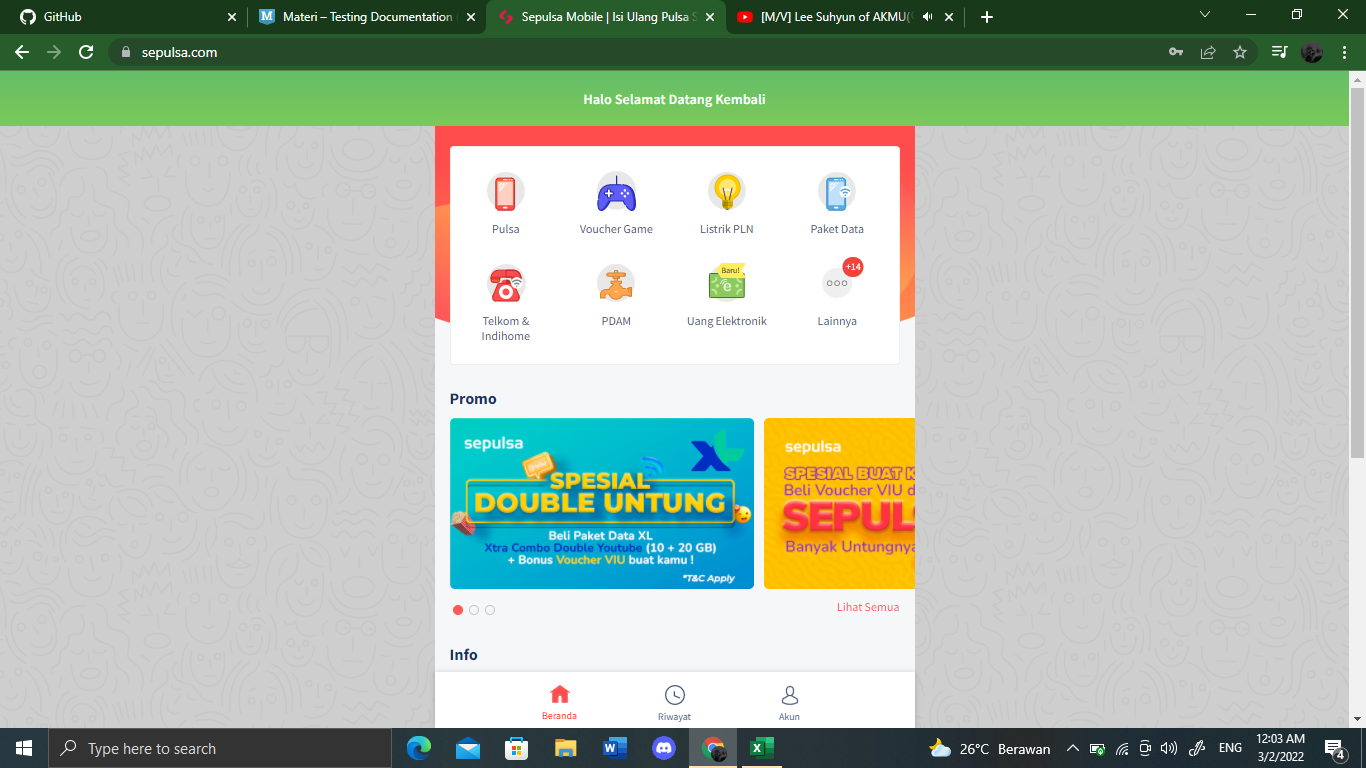 GitHub
Materi – Testing Documentation
Sepulsa Mobile | Isi Ulang Pulsa
[M/V] Lee Suhyun of AKMU
sepulsa.com
Halo Selamat Datang Kembali
Pulsa
Voucher Game
Listrik PLN
Paket Data
Baru!
+14
Telkom &
Indihome
PDAM
Uang Elektronik
Lainnya
Promo
sepulsa
XL
SPESIAL
DOUBLE UNTUNG
Beli Paket Data XL
Xtra Combo Double Youtube (10 + 20 GB)
+ Bonus Voucher VIU buat kamu !
*T&C Apply
sepulsa
SPESIAL BUAT K
Beli Voucher VIU d
SEPULS
Banyak Untungnya
Lihat Semua
Info
Beranda
Riwayat
Akun
Type here to search
26°C Berawan
ENG
12:03 AM
3/2/2022
4